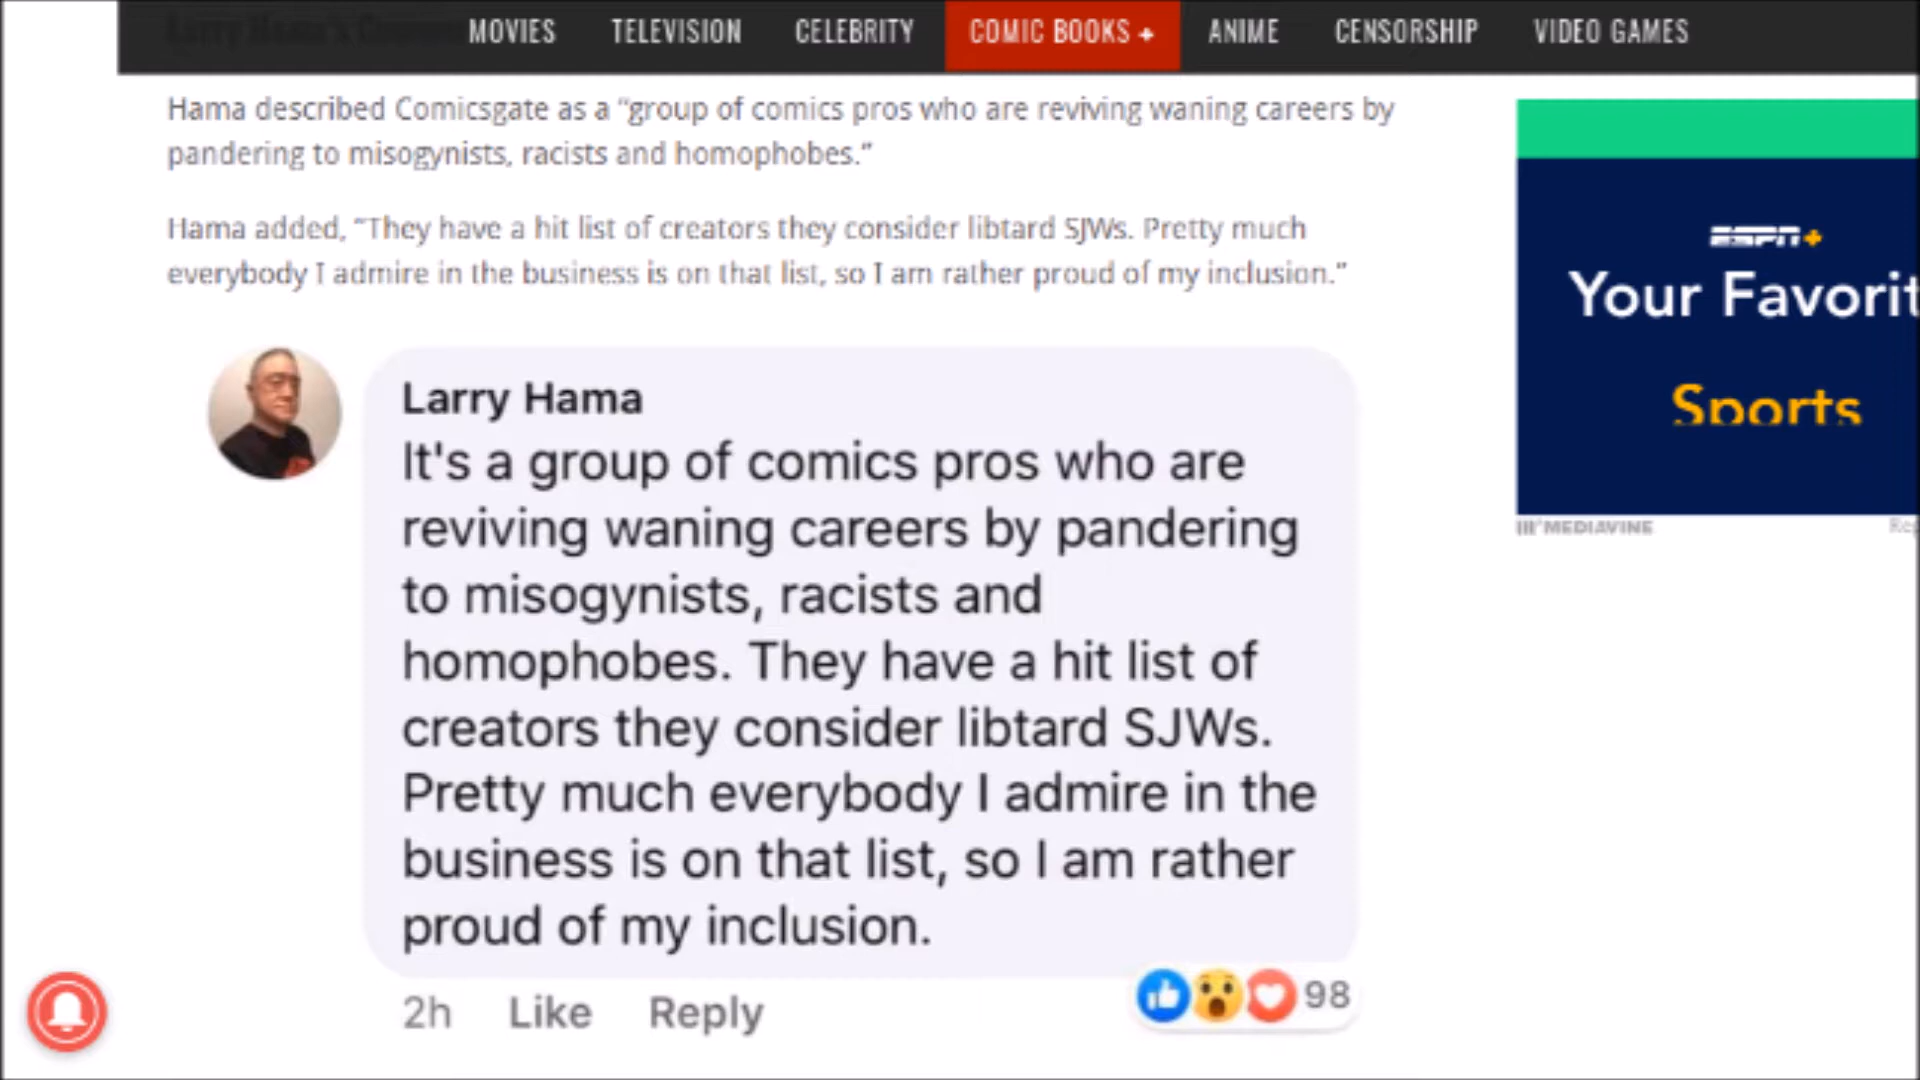 Larry Hama's
MOVIES TELEVISION CELEBRITY COMIC BOOKS + ANIME CENSORSHIP VIDEO GAMES
Hama described Comicsgate as a “group of comics pros who are reviving waning careers by
pandering to misogynists, racists and homophobes.”
Hama added, “They have a hit list of creators they consider libtard SJWs. Pretty much
everybody I admire in the business is on that list, so I am rather proud of my inclusion.”
ESPN+
Your Favorit
Sports
MEDIAVINE
Larry Hama
It's a group of comics pros who are
reviving waning careers by pandering
to misogynists, racists and
homophobes. They have a hit list of
creators they consider libtard SJWs.
Pretty much everybody I admire in the
business is on that list, so I am rather
proud of my inclusion.
2h Like Reply 98